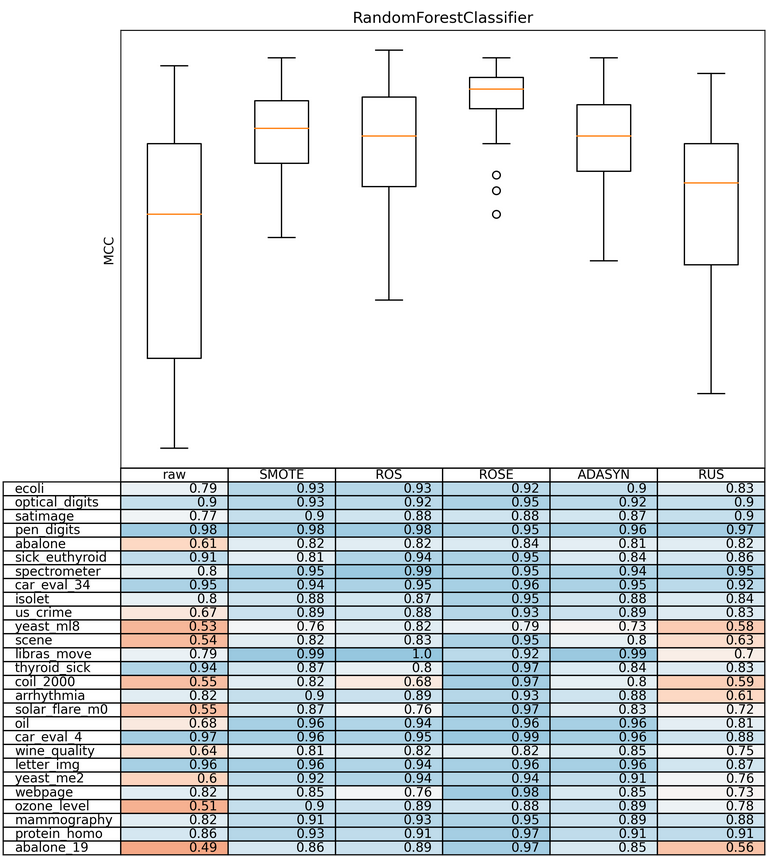 RandomForestClassifier
MCC
raw SMOTE ROS ROSE ADASYN RUS
ecoli 0.79 0.93 0.93 0.92 0.9 0.83
optical_digits 0.9 0.93 0.92 0.95 0.92 0.9
satimage 0.77 0.9 0.88 0.88 0.87 0.9
pen_digits 0.98 0.98 0.98 0.95 0.96 0.97
abalone 0.61 0.82 0.82 0.84 0.81 0.82
sick_euthyroid 0.91 0.81 0.94 0.95 0.84 0.86
spectrometer 0.8 0.95 0.99 0.95 0.94 0.95
car_eval_34 0.95 0.94 0.95 0.96 0.95 0.92
isolet 0.8 0.88 0.87 0.95 0.88 0.84
us_crime 0.67 0.89 0.88 0.93 0.89 0.83
yeast_ml8 0.53 0.76 0.82 0.79 0.73 0.58
scene 0.54 0.82 0.83 0.95 0.8 0.63
libras_move 0.79 0.99 1.0 0.92 0.99 0.7
thyroid_sick 0.94 0.87 0.8 0.97 0.84 0.83
coil_2000 0.55 0.82 0.68 0.97 0.8 0.59
arrhythmia 0.82 0.9 0.89 0.93 0.88 0.61
solar_flare_m0 0.55 0.87 0.76 0.97 0.83 0.72
oil 0.68 0.96 0.94 0.96 0.96 0.81
car_eval_4 0.97 0.96 0.95 0.99 0.96 0.88
wine_quality 0.64 0.81 0.82 0.82 0.85 0.75
letter_img 0.96 0.96 0.94 0.96 0.96 0.87
yeast_me2 0.6 0.92 0.94 0.94 0.91 0.76
webpage 0.82 0.85 0.76 0.98 0.85 0.73
ozone_level 0.51 0.9 0.89 0.88 0.89 0.78
mammography 0.82 0.91 0.93 0.95 0.89 0.88
protein_homo 0.86 0.93 0.91 0.97 0.91 0.91
abalone_19 0.49 0.86 0.89 0.97 0.85 0.56